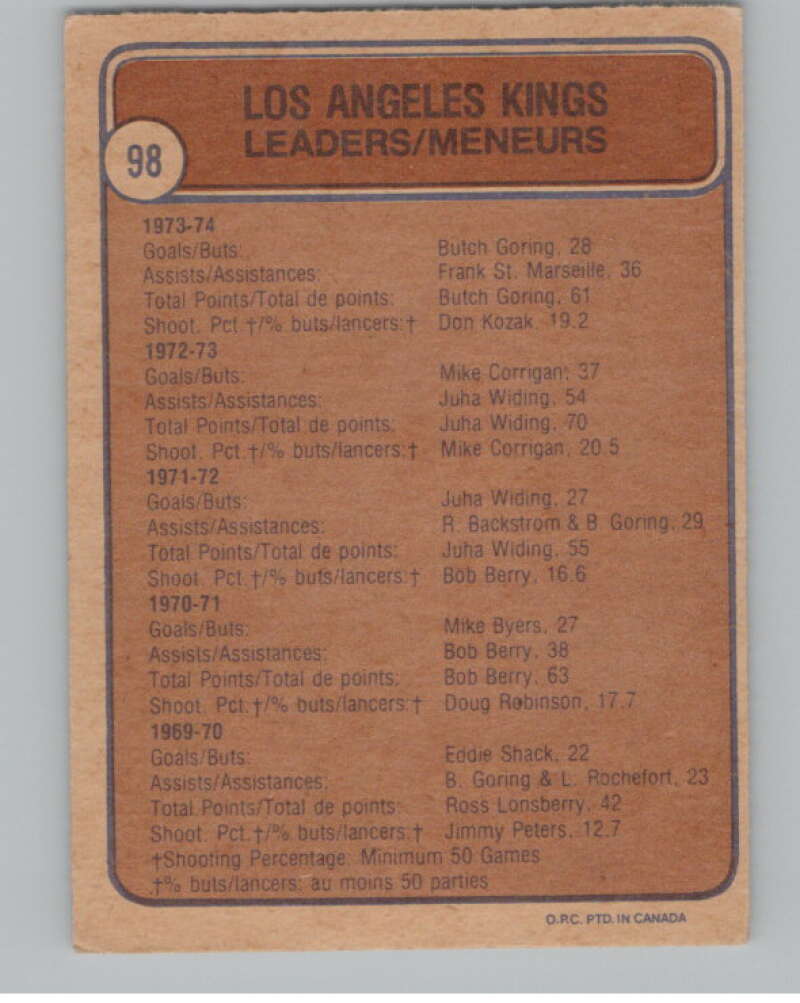 LOS ANGELES KINGS
LEADERS/MENEURS
98
1973-74
Goals/Buts: Butch Goring, 28
Assists/Assistances: Frank St. Marseille, 36
Total Points/Total de points: Butch Goring, 61
Shoot. Pct.†/% buts/lancers:† Don Kozak, 19.2
1972-73
Goals/Buts: Mike Corrigan, 37
Assists/Assistances: Juha Widing, 54
Total Points/Total de points: Juha Widing, 70
Shoot. Pct.†/% buts/lancers:† Mike Corrigan, 20.5
1971-72
Goals/Buts: Juha Widing, 27
Assists/Assistances: R. Backstrom & B. Goring, 29
Total Points/Total de points: Juha Widing, 55
Shoot. Pct.†/% buts/lancers:† Bob Berry, 16.6
1970-71
Goals/Buts: Mike Byers, 27
Assists/Assistances: Bob Berry, 38
Total Points/Total de points: Bob Berry, 63
Shoot. Pct.†/% buts/lancers:† Doug Robinson, 17.7
1969-70
Goals/Buts: Eddie Shack, 22
Assists/Assistances: B. Goring & L. Rochefort, 23
Total Points/Total de points: Ross Lonsberry, 42
Shoot. Pct.†/% buts/lancers:† Jimmy Peters, 12.7
†Shooting Percentage: Minimum 50 Games
†% buts/lancers: au moins 50 parties
O.P.C. PTD. IN CANADA